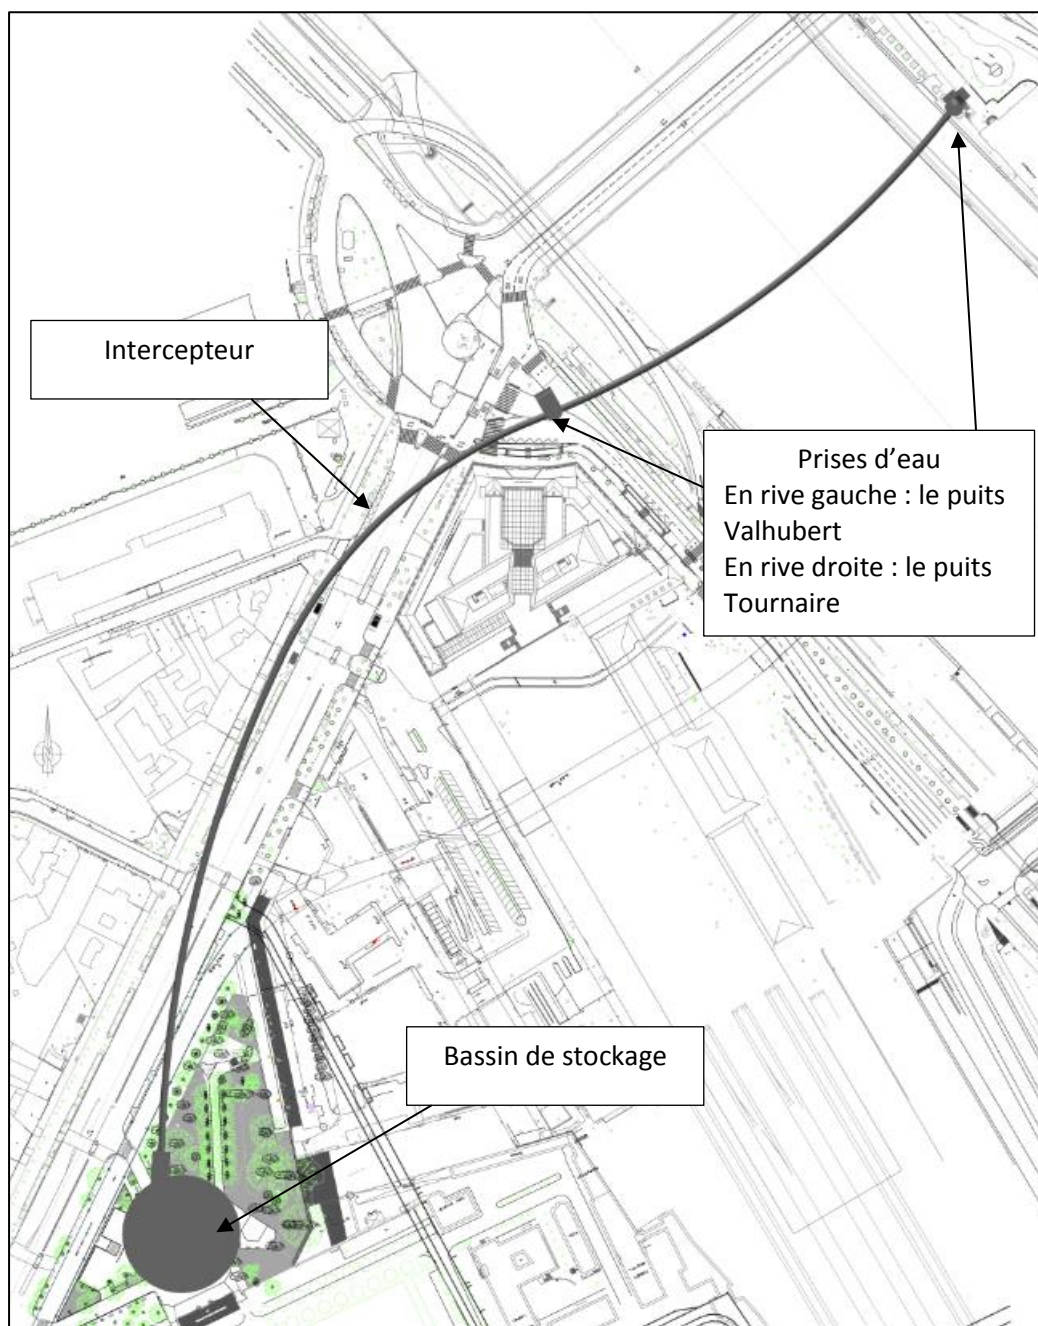 Intercepteur
Prises d’eau
En rive gauche : le puits
Valhubert
En rive droite : le puits
Tournaire
Bassin de stockage